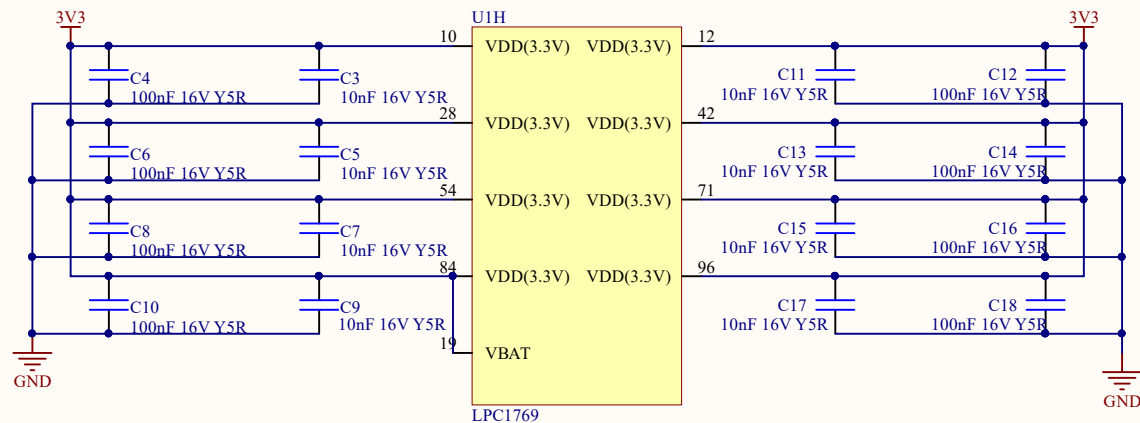 U1H
3V3
3V3
10
VDD(3.3V)
VDD(3.3V)
12
C4
100nF 16V Y5R
C3
10nF 16V Y5R
C11
10nF 16V Y5R
C12
100nF 16V Y5R
28
VDD(3.3V)
VDD(3.3V)
42
C6
100nF 16V Y5R
C5
10nF 16V Y5R
C13
10nF 16V Y5R
C14
100nF 16V Y5R
54
VDD(3.3V)
VDD(3.3V)
71
C8
100nF 16V Y5R
C7
10nF 16V Y5R
C15
10nF 16V Y5R
C16
100nF 16V Y5R
84
VDD(3.3V)
VDD(3.3V)
96
C10
100nF 16V Y5R
C9
10nF 16V Y5R
C17
10nF 16V Y5R
C18
100nF 16V Y5R
19
VBAT
GND
GND
LPC1769